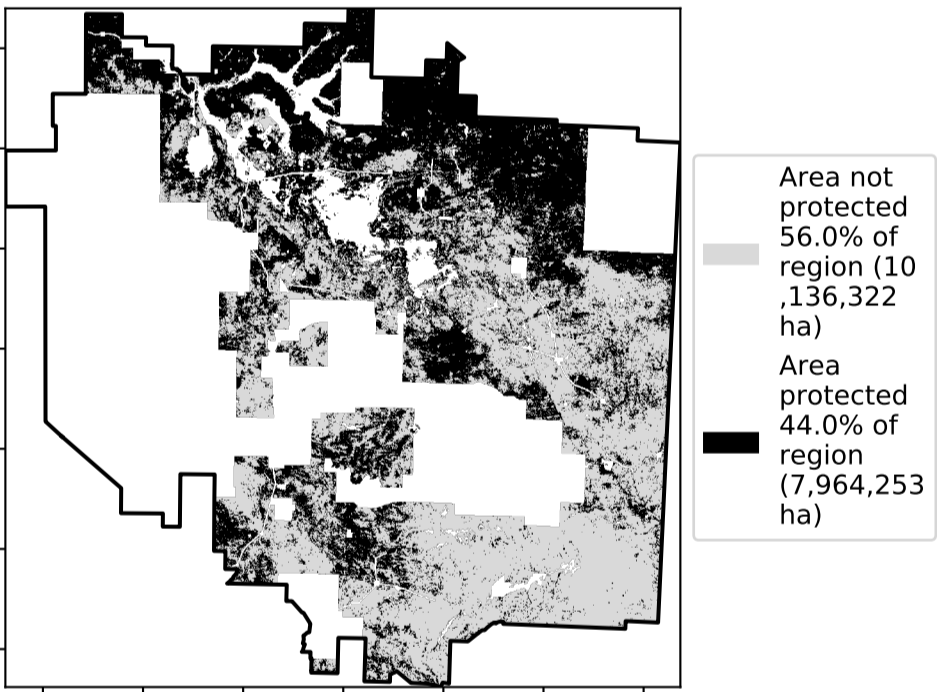 Area not
protected
56.0% of
region (10
,136,322
ha)
Area
protected
44.0% of
region
(7,964,253
ha)